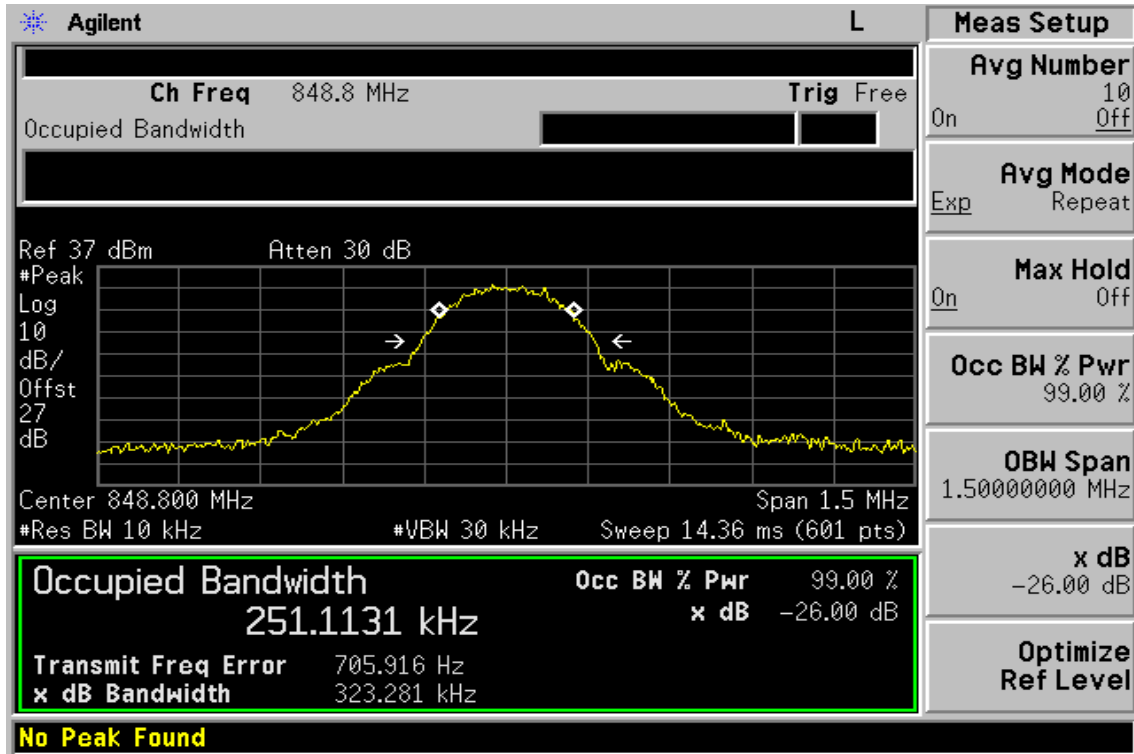 Agilent L
Ch Freq 848.8 MHz Trig Free
Occupied Bandwidth
Ref 37 dBm Atten 30 dB
#Peak
Log
10
dB/
Offst
27
dB
Center 848.800 MHz Span 1.5 MHz
#Res BW 10 kHz #VBW 30 kHz Sweep 14.36 ms (601 pts)
Occupied Bandwidth Occ BW % Pwr 99.00 %
251.1131 kHz x dB -26.00 dB
Transmit Freq Error 705.916 Hz
x dB Bandwidth 323.281 kHz
No Peak Found
Meas Setup
Avg Number
10
On Off
Avg Mode
Exp Repeat
Max Hold
On Off
Occ BW % Pwr
99.00 %
OBW Span
1.50000000 MHz
x dB
-26.00 dB
Optimize
Ref Level